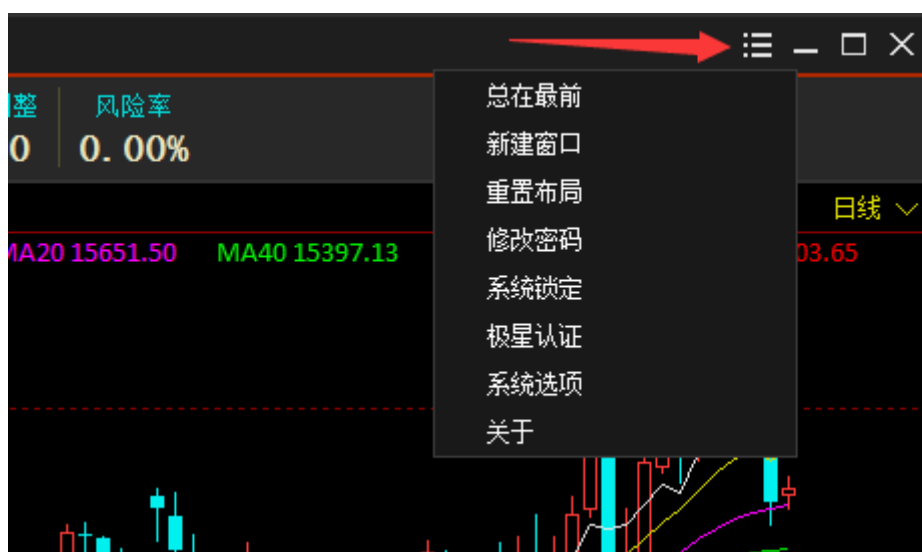 总在最前
整 风险率
新建窗口
0 0.00%
重置布局
日线
修改密码
MA20 15651.50 MA40 15397.13 03.65
系统锁定
极星认证
系统选项
关于